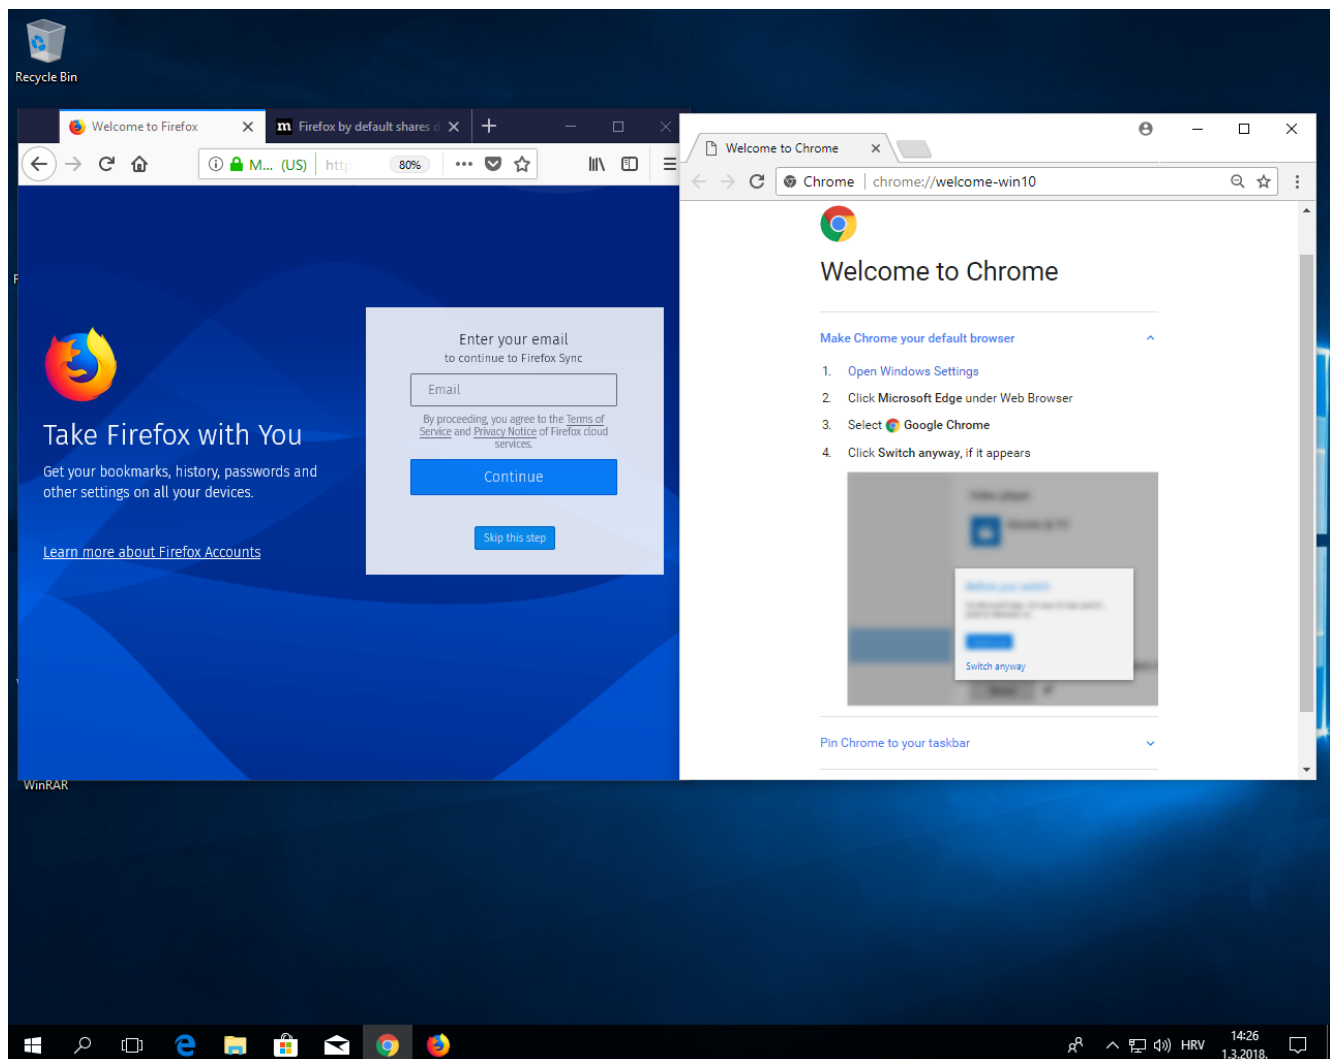 Recycle Bin
Welcome to Firefox
m Firefox by default shares d
M... (US) http
80%
Enter your email
to continue to Firefox Sync
Email
By proceeding, you agree to the Terms of
Service and Privacy Notice of Firefox cloud
services.
Continue
Skip this step
Take Firefox with You
Get your bookmarks, history, passwords and
other settings on all your devices.
Learn more about Firefox Accounts
Welcome to Chrome
Chrome chrome://welcome-win10
Welcome to Chrome
Make Chrome your default browser
1. Open Windows Settings
2. Click Microsoft Edge under Web Browser
3. Select Google Chrome
4. Click Switch anyway, if it appears
Switch anyway
Pin Chrome to your taskbar
WinRAR
HRV
14:26
1.3.2018.